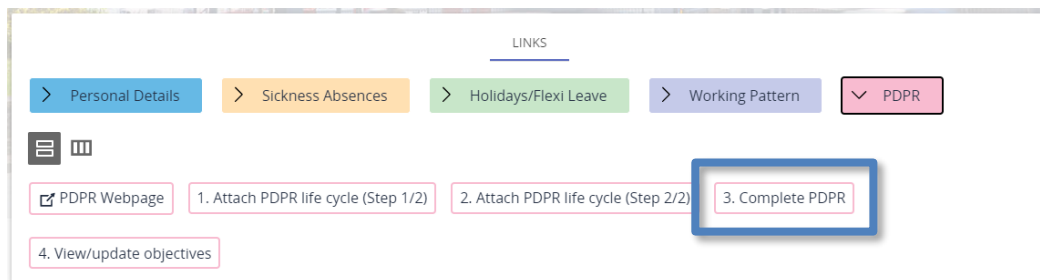 LINKS
Personal Details Sickness Absences Holidays/Flexi Leave Working Pattern PDPR
PDPR Webpage 1. Attach PDPR life cycle (Step 1/2) 2. Attach PDPR life cycle (Step 2/2) 3. Complete PDPR
4. View/update objectives